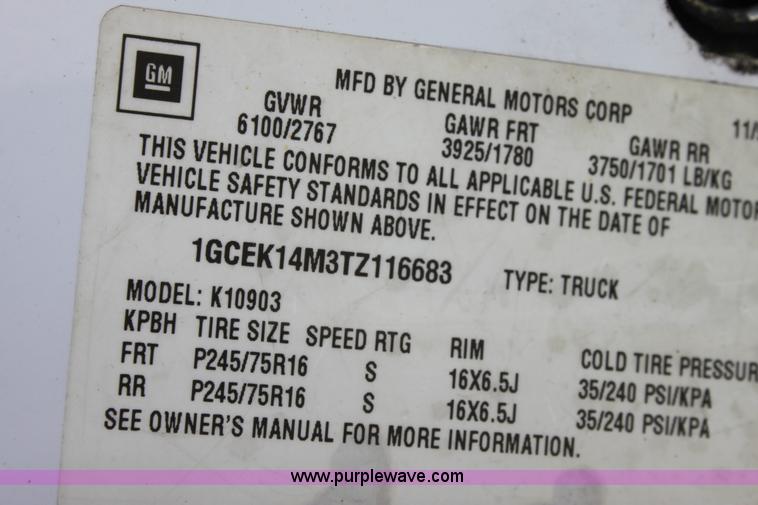 GM
MFD BY GENERAL MOTORS CORP
GVWR GAWR FRT GAWR RR 11/
6100/2767 3925/1780 3750/1701 LB/KG
THIS VEHICLE CONFORMS TO ALL APPLICABLE U.S. FEDERAL MOTOR
VEHICLE SAFETY STANDARDS IN EFFECT ON THE DATE OF
MANUFACTURE SHOWN ABOVE.
1GCEK14M3TZ116683 TYPE: TRUCK
MODEL: K10903
KPBH TIRE SIZE SPEED RTG RIM COLD TIRE PRESSUR
FRT P245/75R16 S 16X6.5J 35/240 PSI/KPA
RR P245/75R16 S 16X6.5J 35/240 PSI/KPA
SEE OWNER'S MANUAL FOR MORE INFORMATION.
www.purplewave.com